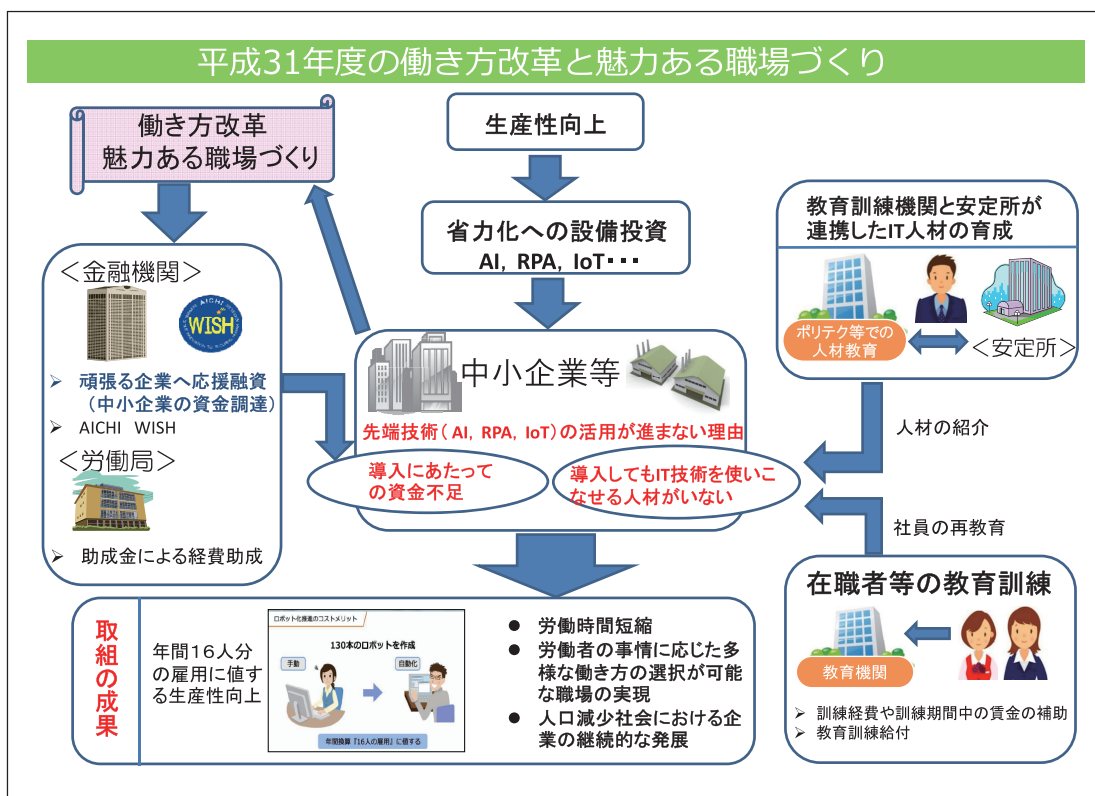 平成31年度の働き方改革と魅力ある職場づくり
働き方改革
魅力ある職場づくり
生産性向上
省力化への設備投資
AI, RPA, IoT･･･
＜金融機関＞
AICHI
WISH
➢ 頑張る企業へ応援融資
（中小企業の資金調達）
➢ AICHI WISH
＜労働局＞
➢ 助成金による経費助成
中小企業等
先端技術（AI, RPA, IoT）の活用が進まない理由
導入にあたって
の資金不足
導入してもIT技術を使いこ
なせる人材がいない
教育訓練機関と安定所が
連携したIT人材の育成
ポリテク等での
人材教育
＜安定所＞
人材の紹介
社員の再教育
在職者等の教育訓練
教育機関
➢ 訓練経費や訓練期間中の賃金の補助
➢ 教育訓練給付
取組の成果
年間１６人分
の雇用に値す
る生産性向上
ロボット化推進のコストメリット
130本のロボットを作成
手動
自動化
年間換算『16人の雇用』に値する
● 労働時間短縮
● 労働者の事情に応じた多
様な働き方の選択が可能
な職場の実現
● 人口減少社会における企
業の継続的な発展